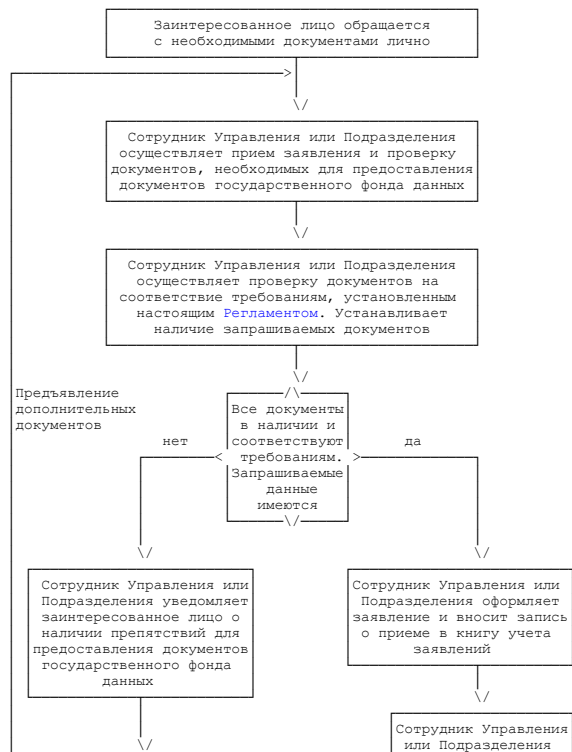 Заинтересованное лицо обращается
с необходимыми документами лично
Сотрудник Управления или Подразделения
осуществляет прием заявления и проверку
документов, необходимых для предоставления
документов государственного фонда данных
Сотрудник Управления или Подразделения
осуществляет проверку документов на
соответствие требованиям, установленным
настоящим Регламентом. Устанавливает
наличие запрашиваемых документов
Предъявление
дополнительных
документов
Все документы
в наличии и
соответствуют
требованиям.
Запрашиваемые
данные
имеются
нет
да
Сотрудник Управления или
Подразделения уведомляет
заинтересованное лицо о
наличии препятствий для
предоставления документов
государственного фонда
данных
Сотрудник Управления или
Подразделения оформляет
заявление и вносит запись
о приеме в книгу учета
заявлений
Сотрудник Управления
или Подразделения